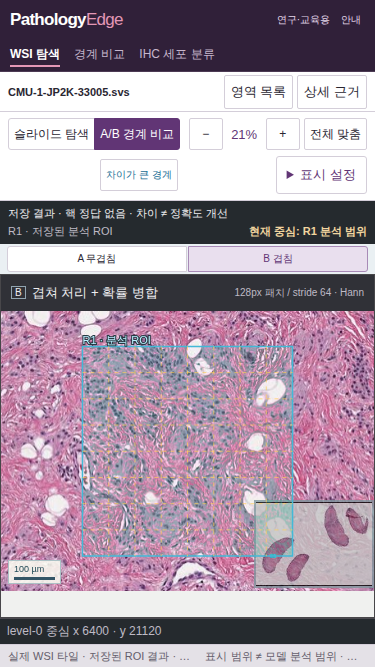 PathologyEdge
연구·교육용 안내
WSI 탐색 경계 비교 IHC 세포 분류
CMU-1-JP2K-33005.svs
영역 목록 상세 근거
슬라이드 탐색 A/B 경계 비교 − 21% + 전체 맞춤
차이가 큰 경계 ▶ 표시 설정
저장 결과 · 핵 정답 없음 · 차이 ≠ 정확도 개선
R1 · 저장된 분석 ROI 현재 중심: R1 분석 범위
A 무겹침 B 겹침
B 겹쳐 처리 + 확률 병합 128px 패치 / stride 64 · Hann
R1 · 분석 ROI
100 µm
level-0 중심 x 6400 · y 21120
실제 WSI 타일 · 저장된 ROI 결과 · ... 표시 범위 ≠ 모델 분석 범위 · ...